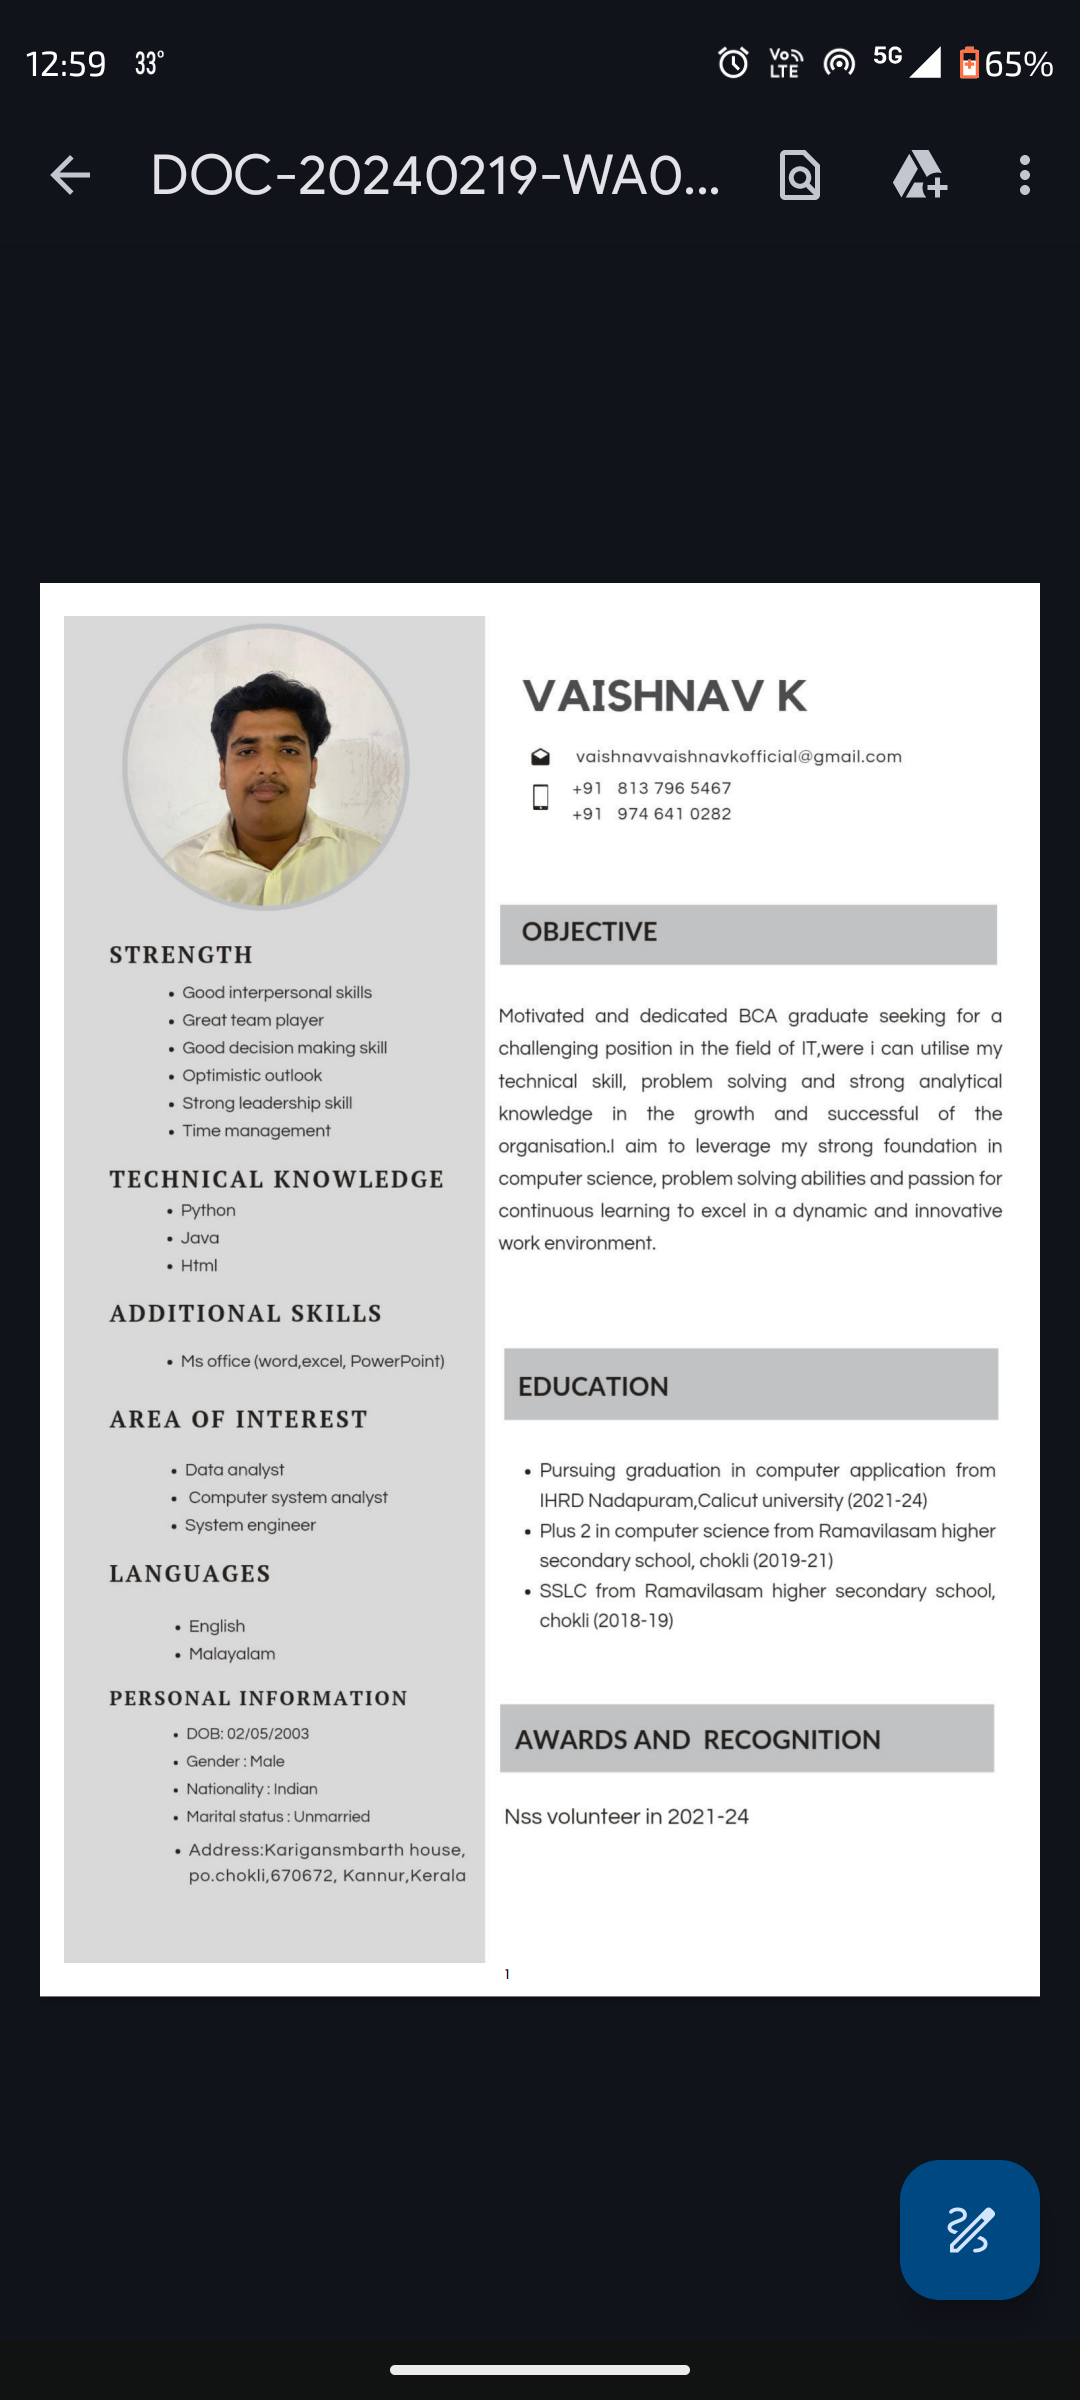 12:59 33°
Vo LTE 5G 65%
DOC-20240219-WA0...
STRENGTH
Good interpersonal skills
Great team player
Good decision making skill
Optimistic outlook
Strong leadership skill
Time management
TECHNICAL KNOWLEDGE
Python
Java
Html
ADDITIONAL SKILLS
Ms office (word,excel, PowerPoint)
AREA OF INTEREST
Data analyst
Computer system analyst
System engineer
LANGUAGES
English
Malayalam
PERSONAL INFORMATION
DOB: 02/05/2003
Gender : Male
Nationality : Indian
Marital status : Unmarried
Address:Karigansmbarth house,
po.chokli,670672, Kannur,Kerala
VAISHNAV K
vaishnavvaishnavkofficial@gmail.com
+91 813 796 5467
+91 974 641 0282
OBJECTIVE
Motivated and dedicated BCA graduate seeking for a
challenging position in the field of IT,were i can utilise my
technical skill, problem solving and strong analytical
knowledge in the growth and successful of the
organisation.I aim to leverage my strong foundation in
computer science, problem solving abilities and passion for
continuous learning to excel in a dynamic and innovative
work environment.
EDUCATION
Pursuing graduation in computer application from
IHRD Nadapuram,Calicut university (2021-24)
Plus 2 in computer science from Ramavilasam higher
secondary school, chokli (2019-21)
SSLC from Ramavilasam higher secondary school,
chokli (2018-19)
AWARDS AND RECOGNITION
Nss volunteer in 2021-24
1